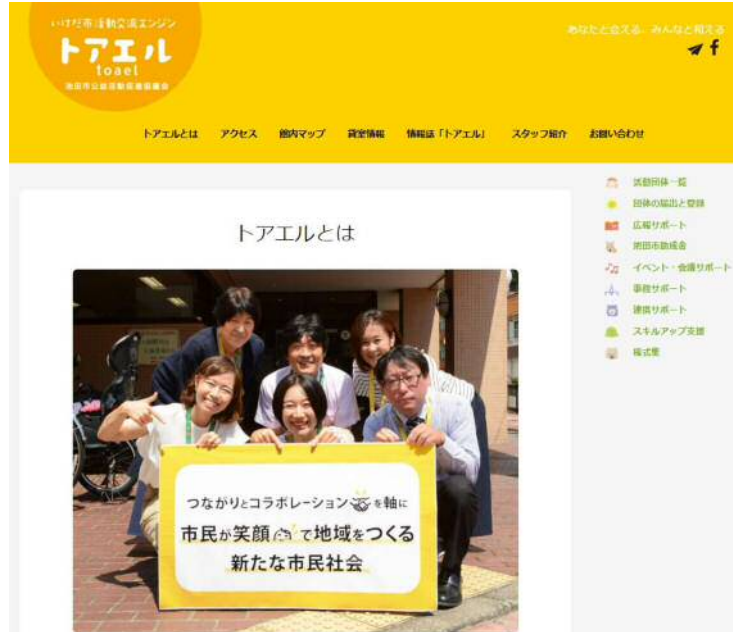 いけだ市活動交流エンジン
トアエル
toael
池田市公益活動促進協議会
あなたと会える、みんなと和える
トアエルとは
アクセス
館内マップ
貸室情報
情報誌「トアエル」
スタッフ紹介
お問い合わせ
活動団体一覧
団体の届出と登録
広報サポート
池田市助成金
イベント・会議サポート
事務サポート
連携サポート
スキルアップ支援
様式集
トアエルとは
つながりとコラボレーションを軸に
市民が笑顔で地域をつくる
新たな市民社会